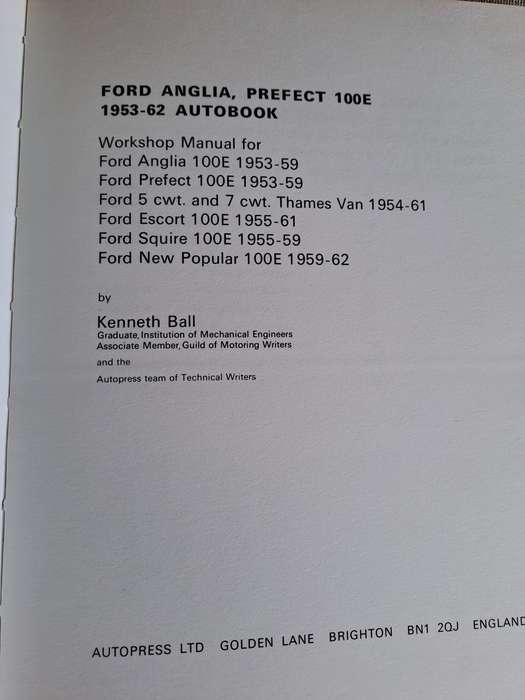 FORD ANGLIA, PREFECT 100E
1953-62 AUTOBOOK
Workshop Manual for
Ford Anglia 100E 1953-59
Ford Prefect 100E 1953-59
Ford 5 cwt. and 7 cwt. Thames Van 1954-61
Ford Escort 100E 1955-61
Ford Squire 100E 1955-59
Ford New Popular 100E 1959-62
by
Kenneth Ball
Graduate, Institution of Mechanical Engineers
Associate Member, Guild of Motoring Writers
and the
Autopress team of Technical Writers
AUTOPRESS LTD GOLDEN LANE BRIGHTON BN1 2QJ ENGLAND